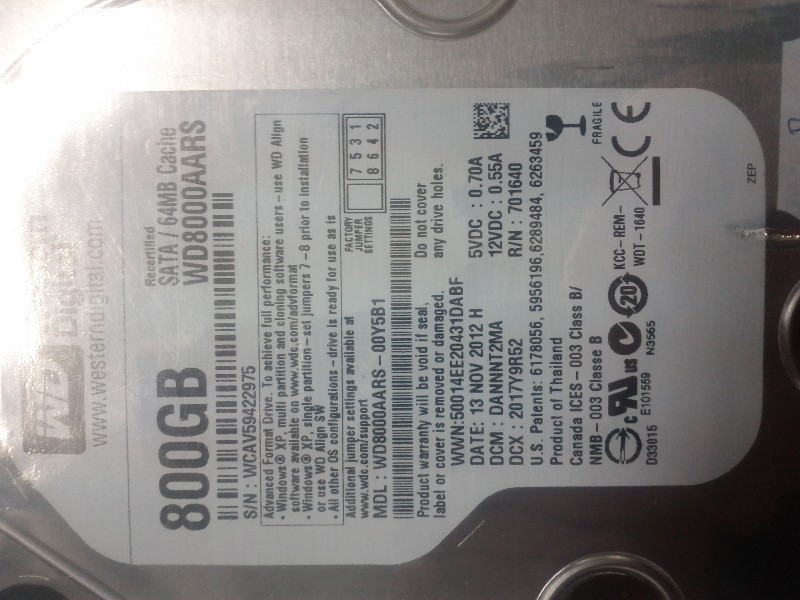 WD Digital
www.westerndigital.com
Recertified
SATA / 64MB Cache
800GB WD8000AARS
S/N : WCAV59422975
Advanced Format Drive. To achieve full performance:
• Windows® XP, multi partition and cloning software users – use WD Align
software available on www.wdc.com/advformat
• Windows® XP, single partition – set jumpers 7–8 prior to installation
or use WD Align SW
• All other OS configurations – drive is ready for use as is
Additional jumper settings available at
www.wdc.com/support
FACTORY
JUMPER
SETTINGS
7 5 3 1
8 6 4 2
MDL : WD8000AARS – 00Y5B1
Product warranty will be void if seal,
label or cover is removed or damaged.
Do not cover
any drive holes.
WWN:50014EE20431DABF
DATE: 13 NOV 2012 H
5VDC : 0.70A
DCM : DANNNT2MA
12VDC : 0.55A
DCX : 2017Y9R52
R/N : 701640
U.S. Patents: 6178056, 5956196,6289484, 6263459
Product of Thailand
Canada ICES–003 Class B/
NMB–003 Classe B
FRAGILE
C UL US
20
KCC–REM–
WDT–1640
CE
D33015
E101559
N3565
ZEP